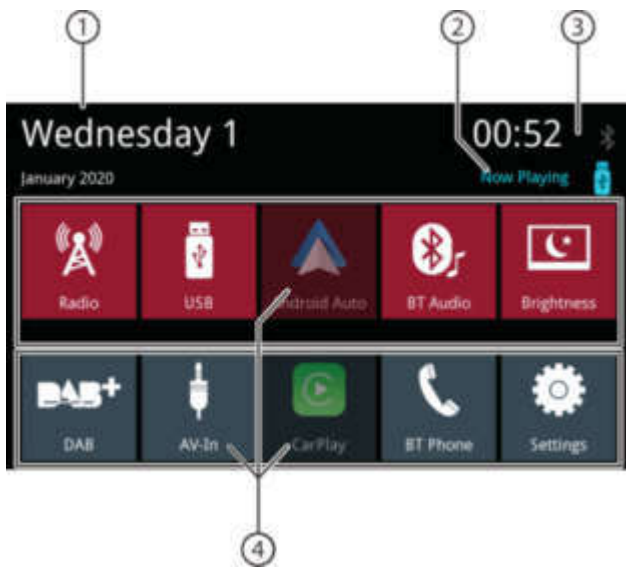 1 2 3
Wednesday 1 00:52
January 2020 Now Playing
Radio USB Android Auto BT Audio Brightness
DAB+
DAB AV-In CarPlay BT Phone Settings
4